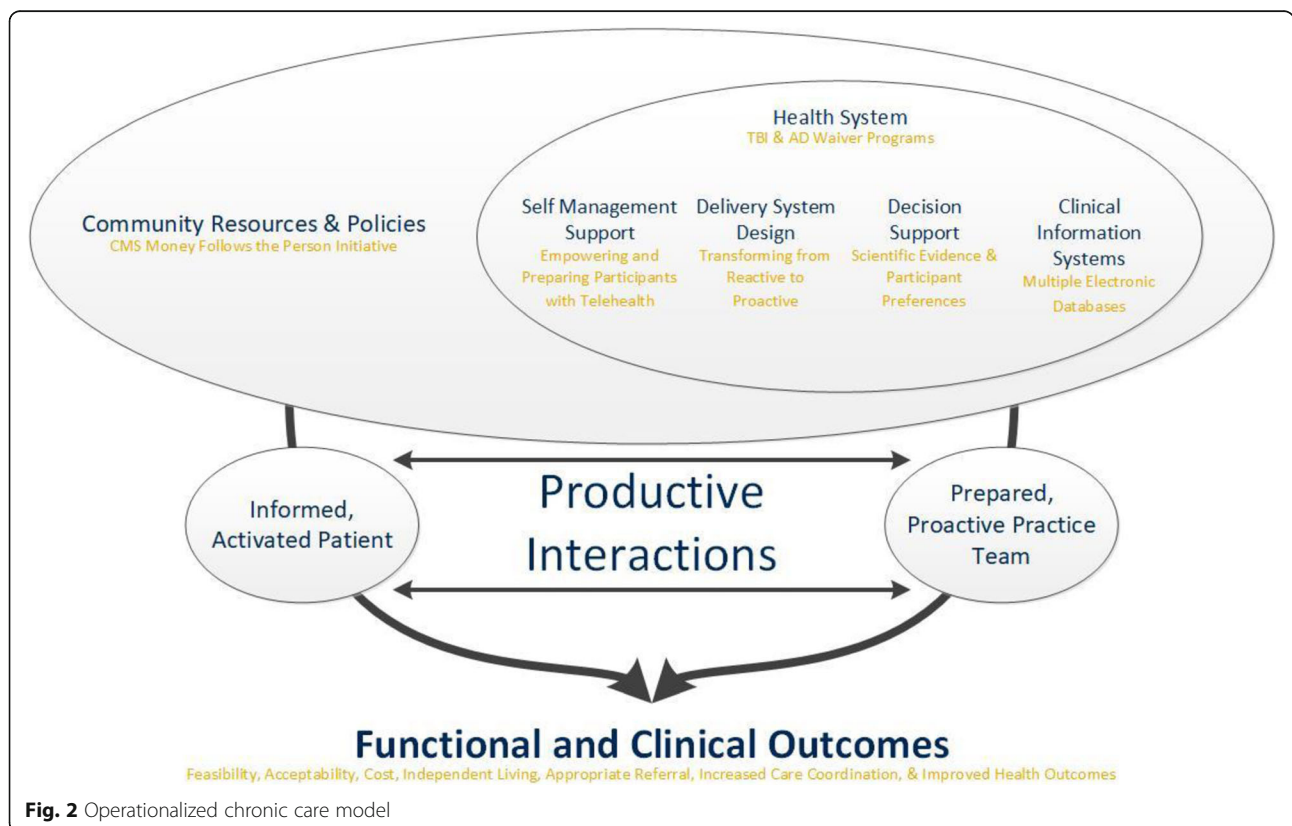 Health System
TBI & AD Waiver Programs
Community Resources & Policies
CMS Money Follows the Person Initiative
Self Management
Support
Empowering and
Preparing Participants
with Telehealth
Delivery System
Design
Transforming from
Reactive to
Proactive
Decision
Support
Scientific Evidence &
Participant
Preferences
Clinical
Information
Systems
Multiple Electronic
Databases
Informed,
Activated Patient
Productive
Interactions
Prepared,
Proactive Practice
Team
Functional and Clinical Outcomes
Feasibility, Acceptability, Cost, Independent Living, Appropriate Referral, Increased Care Coordination, & Improved Health Outcomes
Fig. 2 Operationalized chronic care model